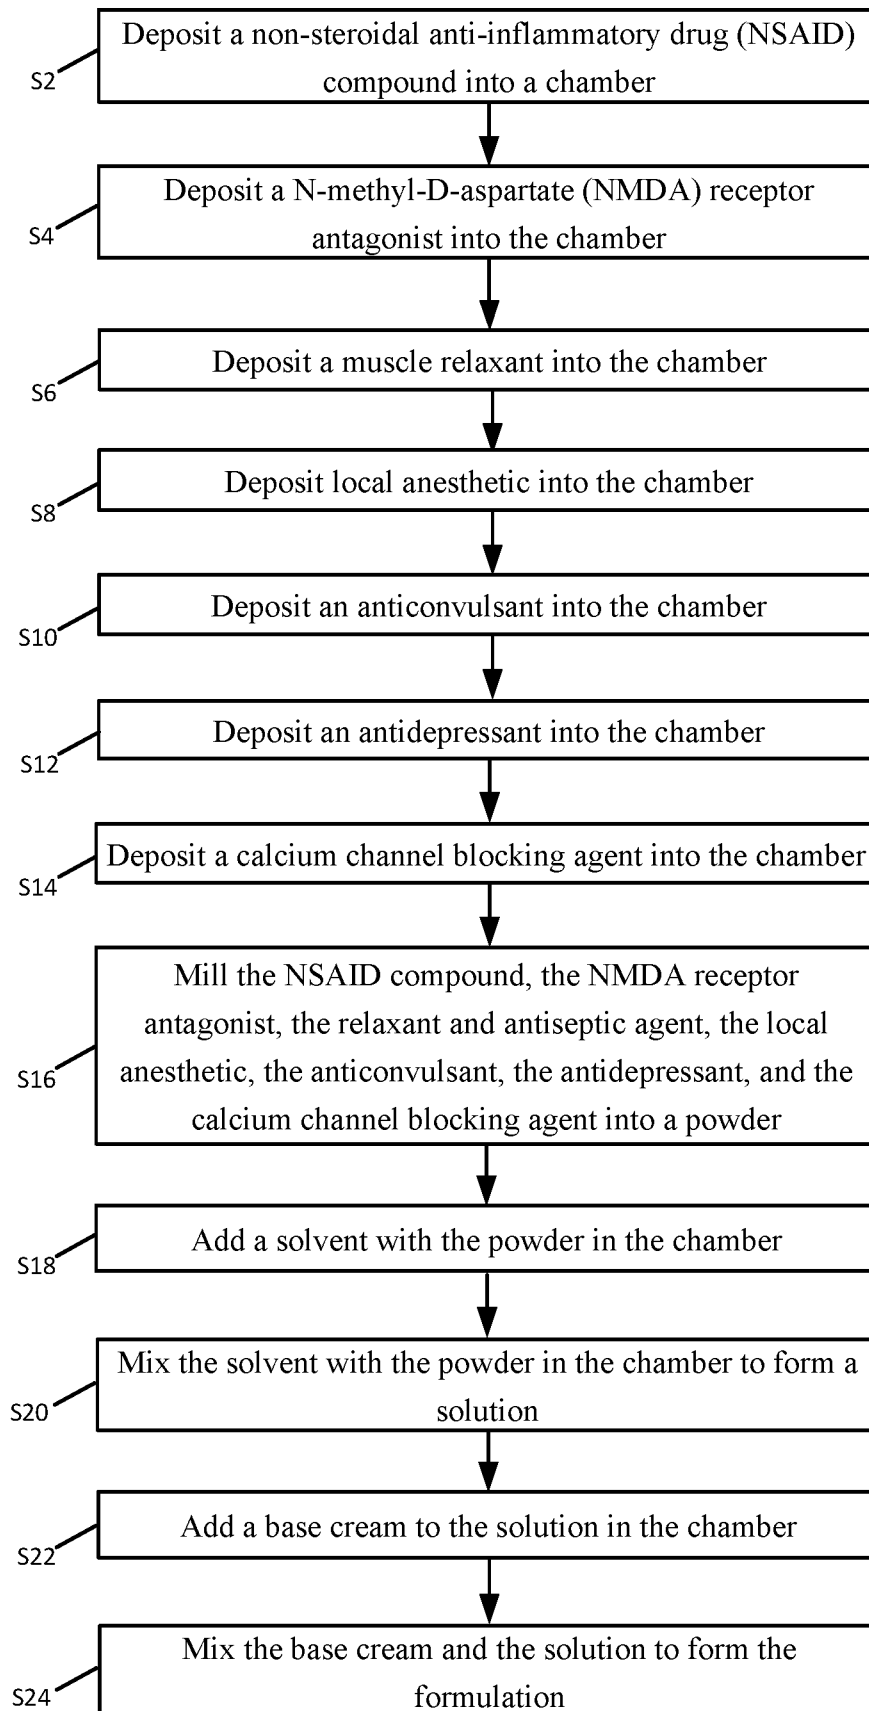 Deposit a non-steroidal anti-inflammatory drug (NSAID)
compound into a chamber
S2
Deposit a N-methyl-D-aspartate (NMDA) receptor
antagonist into the chamber
S4
Deposit a muscle relaxant into the chamber
S6
Deposit local anesthetic into the chamber
S8
Deposit an anticonvulsant into the chamber
S10
Deposit an antidepressant into the chamber
S12
Deposit a calcium channel blocking agent into the chamber
S14
Mill the NSAID compound, the NMDA receptor
antagonist, the relaxant and antiseptic agent, the local
anesthetic, the anticonvulsant, the antidepressant, and the
calcium channel blocking agent into a powder
S16
Add a solvent with the powder in the chamber
S18
Mix the solvent with the powder in the chamber to form a
solution
S20
Add a base cream to the solution in the chamber
S22
Mix the base cream and the solution to form the
formulation
S24